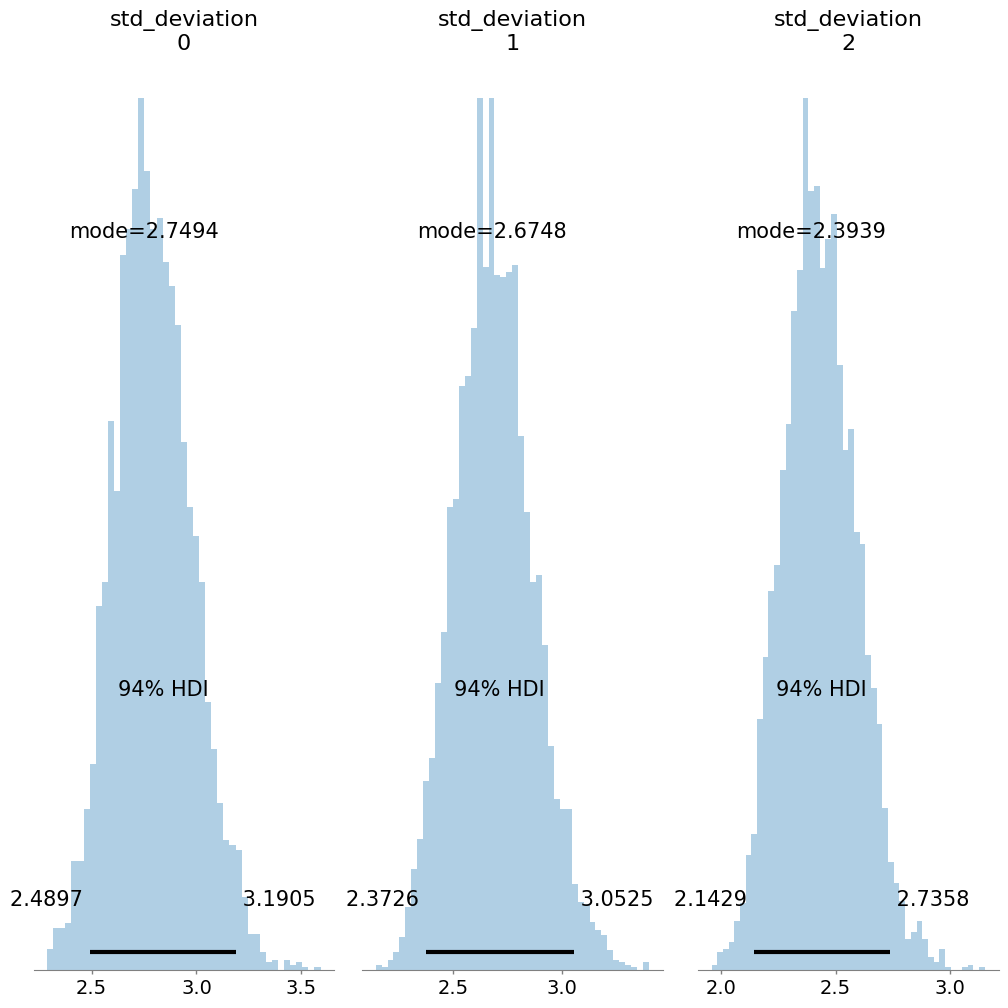 std_deviation
0
std_deviation
1
std_deviation
2
mode=2.7494
mode=2.6748
mode=2.3939
94% HDI
94% HDI
94% HDI
2.4897
3.1905
2.3726
3.0525
2.1429
2.7358
2.5
3.0
3.5
2.5
3.0
2.0
2.5
3.0